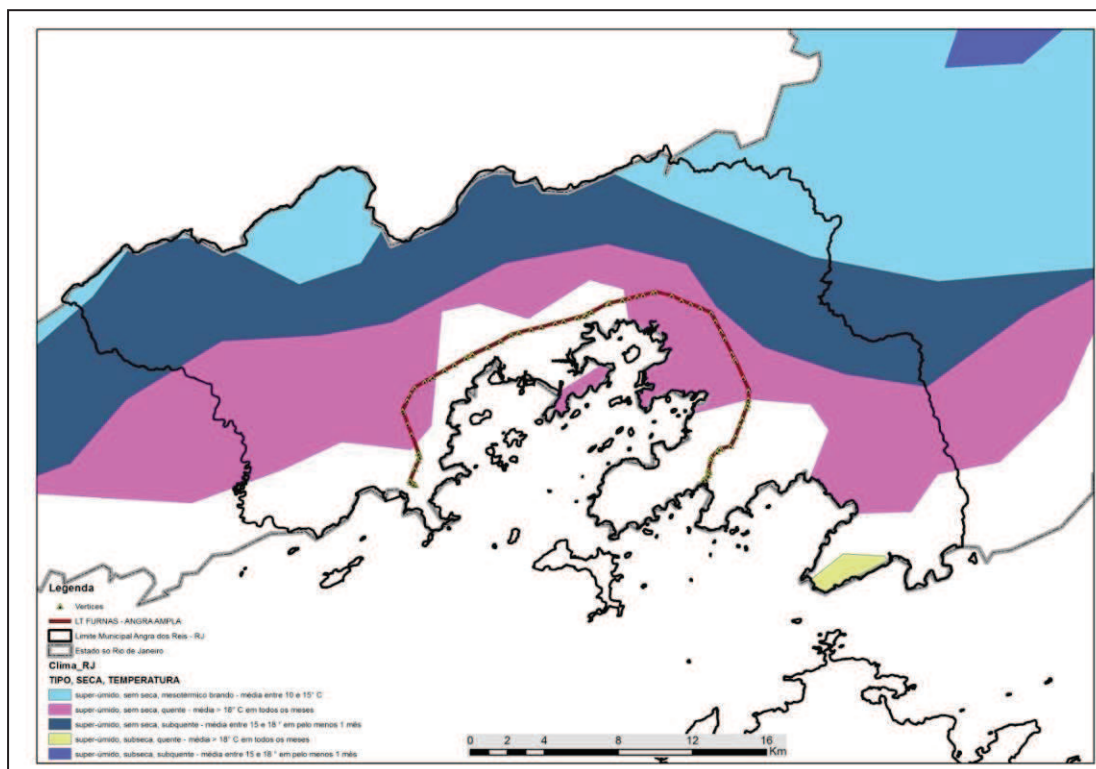 Legenda
Vertices
LT FURNAS - ANGRA AMPLA
Limite Municipal Angra dos Reis - RJ
Estado so Rio de Janeiro
Clima_RJ
TIPO, SECA, TEMPERATURA
super-úmido, sem seca, mesotérmico brando - média entre 10 e 15° C
super-úmido, sem seca, quente - média > 18° C em todos os meses
super-úmido, sem seca, subquente - média entre 15 e 18 ° em pelo menos 1 mês
super-úmido, subseca, quente - média > 18° C em todos os meses
super-úmido, subseca, subquente - média entre 15 e 18 ° em pelo menos 1 mês
0 2 4 8 12 16
Km